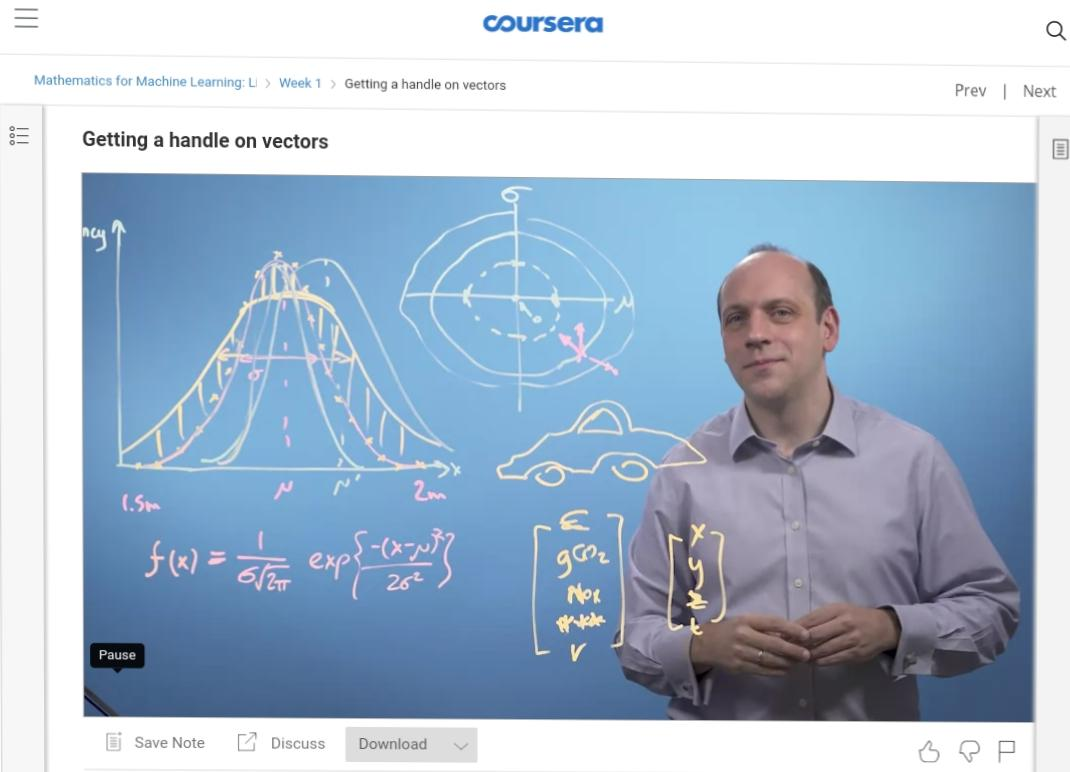 coursera
Mathematics for Machine Learning: Li > Week 1 > Getting a handle on vectors
Prev | Next
Getting a handle on vectors
ncy
σ
μ
σ
x
1.5m
μ
μ'
2m
f(x) = 1/(σ√2π) exp{-(x-μ)²/2σ²}
€
gCO₂
NOx
V
x
y
z
t
Pause
Save Note
Discuss
Download